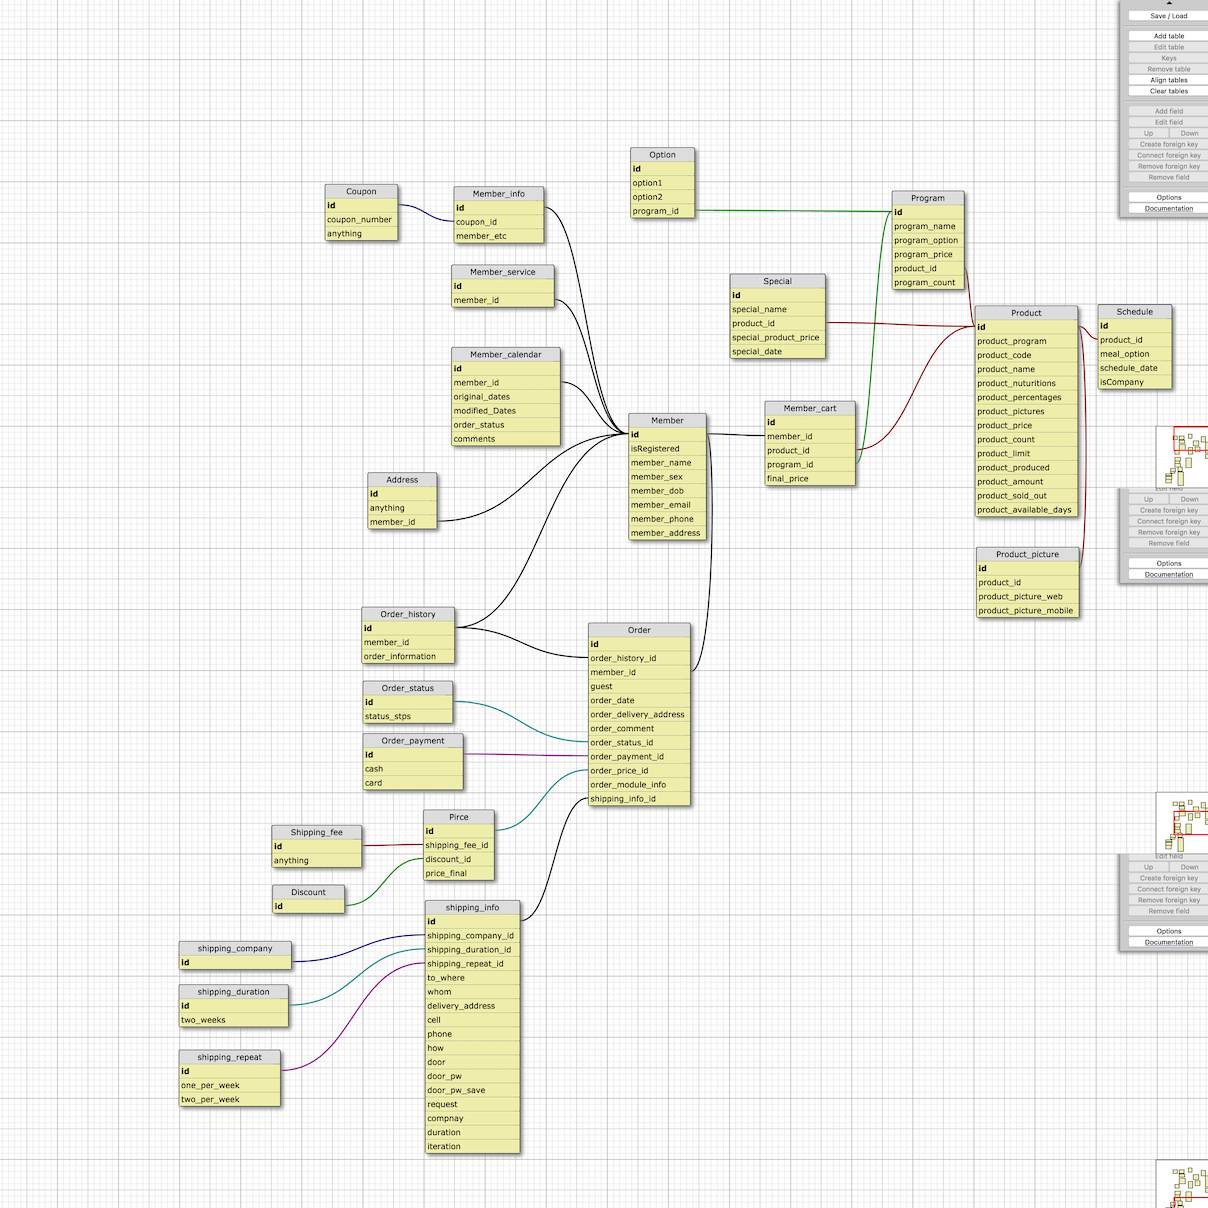 Save / Load
Add table
Edit table
Keys
Remove table
Align tables
Clear tables
Add field
Edit field
Up
Down
Create foreign key
Connect foreign key
Remove foreign key
Remove field
Options
Documentation
Option
id
option1
option2
program_id
Coupon
id
coupon_number
anything
Member_info
id
coupon_id
member_etc
Program
id
program_name
program_option
program_price
product_id
program_count
Member_service
id
member_id
Special
id
special_name
product_id
special_product_price
special_date
Product
id
product_program
product_code
product_name
product_nuturitions
product_percentages
product_pictures
product_price
product_count
product_limit
product_produced
product_amount
product_sold_out
product_available_days
Schedule
id
product_id
meal_option
schedule_date
isCompany
Member_calendar
id
member_id
original_dates
modified_Dates
order_status
comments
Member
id
isRegistered
member_name
member_sex
member_dob
member_email
member_phone
member_address
Member_cart
id
member_id
product_id
program_id
final_price
Address
id
anything
member_id
Edit field
Up
Down
Create foreign key
Connect foreign key
Remove foreign key
Remove field
Options
Documentation
Product_picture
id
product_id
product_picture_web
product_picture_mobile
Order_history
id
member_id
order_information
Order
id
order_history_id
member_id
guest
order_date
order_delivery_address
order_comment
order_status_id
order_payment_id
order_price_id
order_module_info
shipping_info_id
Order_status
id
status_stps
Order_payment
id
cash
card
Pirce
id
shipping_fee_id
discount_id
price_final
Shipping_fee
id
anything
Discount
id
Edit field
Up
Down
Create foreign key
Connect foreign key
Remove foreign key
Remove field
Options
Documentation
shipping_info
id
shipping_company_id
shipping_duration_id
shipping_repeat_id
to_where
whom
delivery_address
cell
phone
how
door
door_pw
door_pw_save
request
compnay
duration
iteration
shipping_company
id
shipping_duration
id
two_weeks
shipping_repeat
id
one_per_week
two_per_week